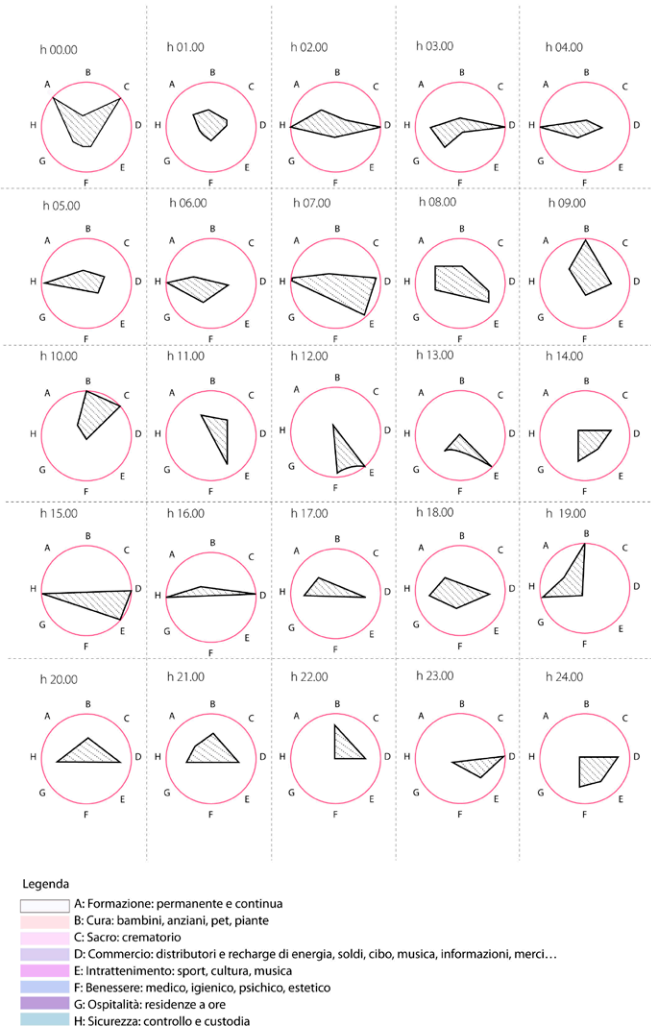 h 00.00 h 01.00 h 02.00 h 03.00 h 04.00
A B C D E F G H
A B C D E F G H
A B C D E F G H
A B C D E F G H
A B C D E F G H
h 05.00 h 06.00 h 07.00 h 08.00 h 09.00
A B C D E F G H
A B C D E F G H
A B C D E F G H
A B C D E F G H
A B C D E F G H
h 10.00 h 11.00 h 12.00 h 13.00 h 14.00
A B C D E F G H
A B C D E F G H
A B C D E F G H
A B C D E F G H
A B C D E F G H
h 15.00 h 16.00 h 17.00 h 18.00 h 19.00
A B C D E F G H
A B C D E F G H
A B C D E F G H
A B C D E F G H
A B C D E F G H
h 20.00 h 21.00 h 22.00 h 23.00 h 24.00
A B C D E F G H
A B C D E F G H
A B C D E F G H
A B C D E F G H
A B C D E F G H
Legenda
A: Formazione: permanente e continua
B: Cura: bambini, anziani, pet, piante
C: Sacro: crematorio
D: Commercio: distributori e recharge di energia, soldi, cibo, musica, informazioni, merci…
E: Intrattenimento: sport, cultura, musica
F: Benessere: medico, igienico, psichico, estetico
G: Ospitalità: residenze a ore
H: Sicurezza: controllo e custodia